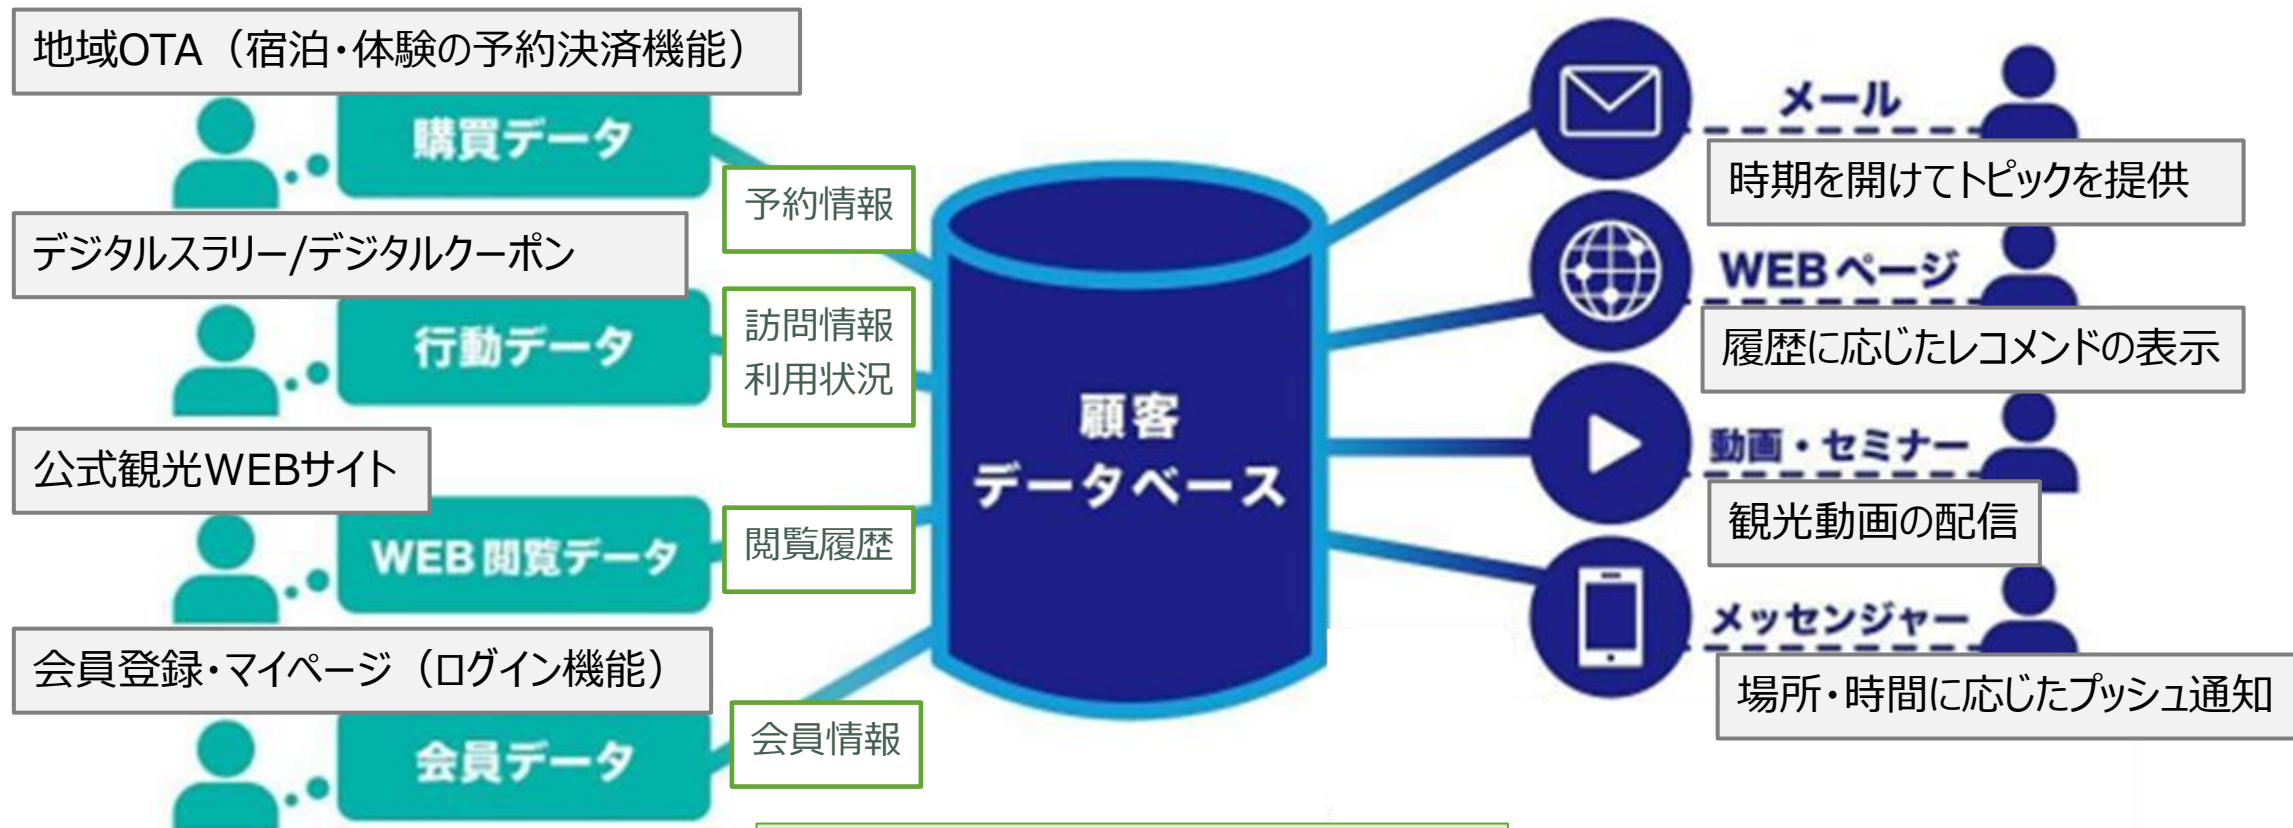 地域OTA（宿泊・体験の予約決済機能）
購買データ
予約情報
デジタルスラリー/デジタルクーポン
行動データ
訪問情報
利用状況
公式観光WEBサイト
WEB閲覧データ
閲覧履歴
会員登録・マイページ（ログイン機能）
会員データ
会員情報
顧客
データベース
メール
時期を開けてトピックを提供
WEBページ
履歴に応じたレコメンドの表示
動画・セミナー
観光動画の配信
メッセンジャー
場所・時間に応じたプッシュ通知